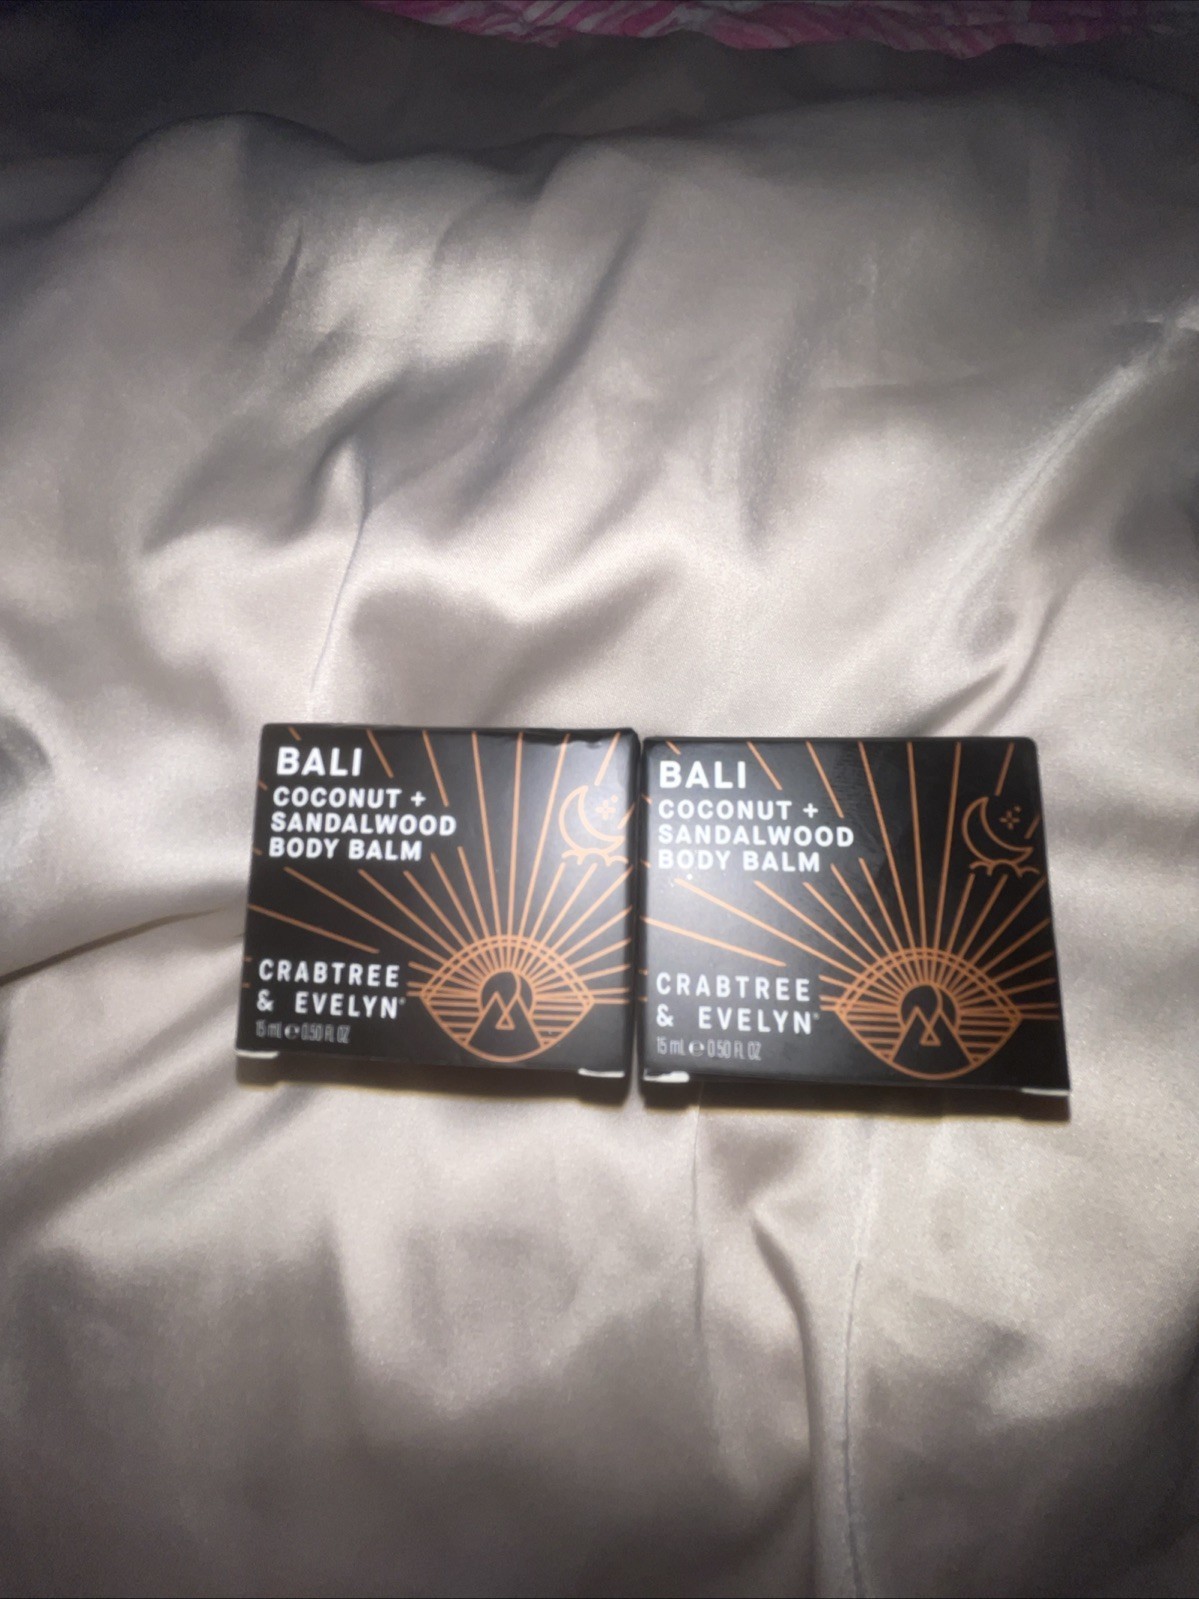 BALI
COCONUT +
SANDALWOOD
BODY BALM
CRABTREE
& EVELYN®
15 mL ℮ 0.50 FL OZ
BALI
COCONUT +
SANDALWOOD
BODY BALM
CRABTREE
& EVELYN®
15 mL ℮ 0.50 FL OZ